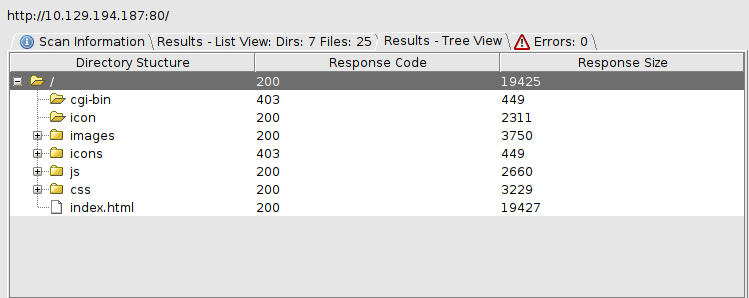 http://10.129.194.187:80/
Scan Information Results - List View: Dirs: 7 Files: 25 Results - Tree View Errors: 0
Directory Stucture Response Code Response Size
/ 200 19425
cgi-bin 403 449
icon 200 2311
images 200 3750
icons 403 449
js 200 2660
css 200 3229
index.html 200 19427